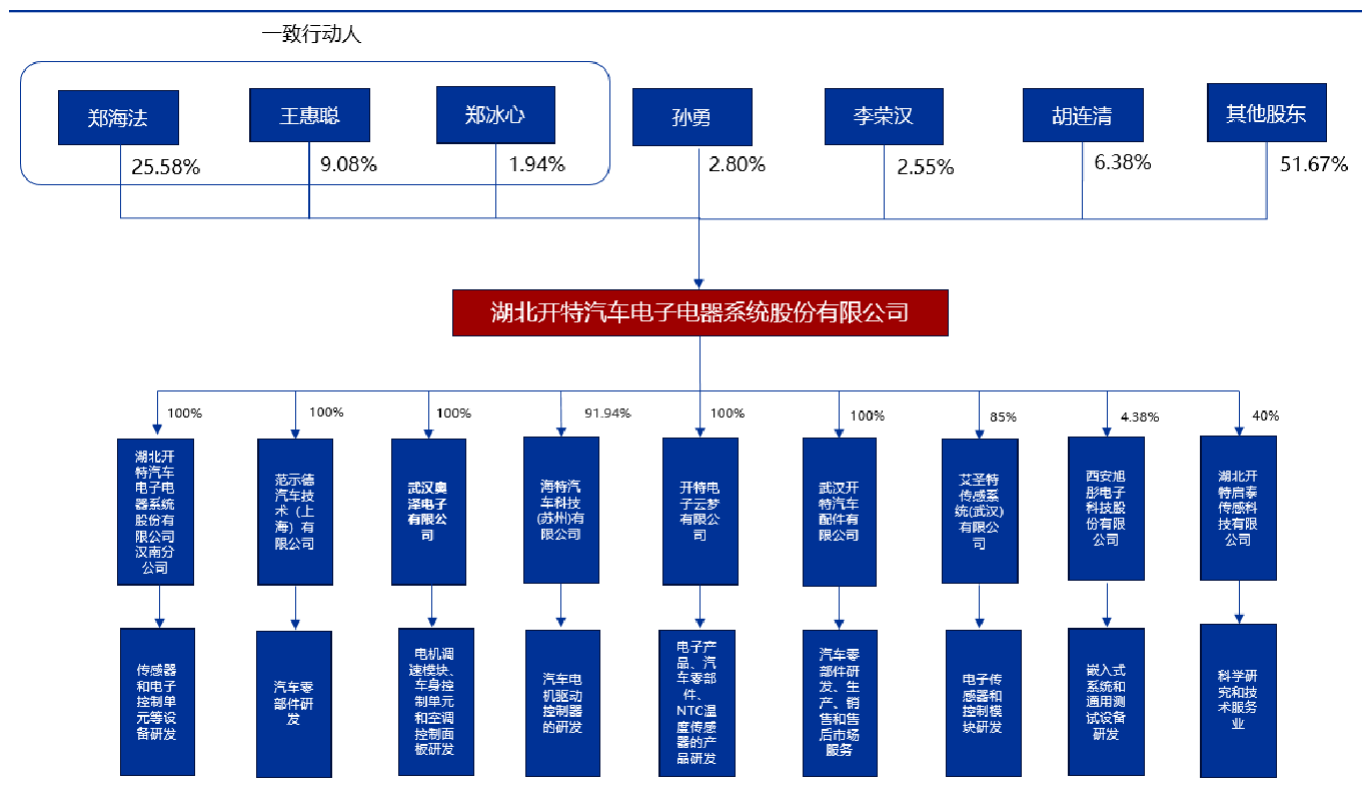 一致行动人
郑海法
王惠聪
郑冰心
孙勇
李荣汉
胡连清
其他股东
25.58%
9.08%
1.94%
2.80%
2.55%
6.38%
51.67%
湖北开特汽车电子电器系统股份有限公司
100%
100%
100%
91.94%
100%
100%
85%
4.38%
40%
湖北开
特汽车
电子电
器系统
股份有
限公司
汉南分
公司
范示德
汽车技
术（上
海）有
限公司
武汉奥
泽电子
有限公
司
海特汽
车科技
(苏州)有
限公司
开特电
子云梦
有限公
司
武汉开
特汽车
配件有
限公司
艾圣特
传感系
统(武汉)
有限公
司
西安旭
彤电子
科技股
份有限
公司
湖北开
特启泰
传感科
技有限
公司
传感器
和电子
控制单
元等设
备研发
汽车零
部件研
发
电机调
速模块、
车身控
制单元
和空调
控制面
板研发
汽车电
机驱动
控制器
的研发
电子产
品、汽
车零部
件、
NTC温
度传感
器的产
品研发
汽车零
部件研
发、生
产、销
售和售
后市场
服务
电子传
感器和
控制模
块研发
嵌入式
系统和
通用测
试设备
研发
科学研
究和技
术服务
业